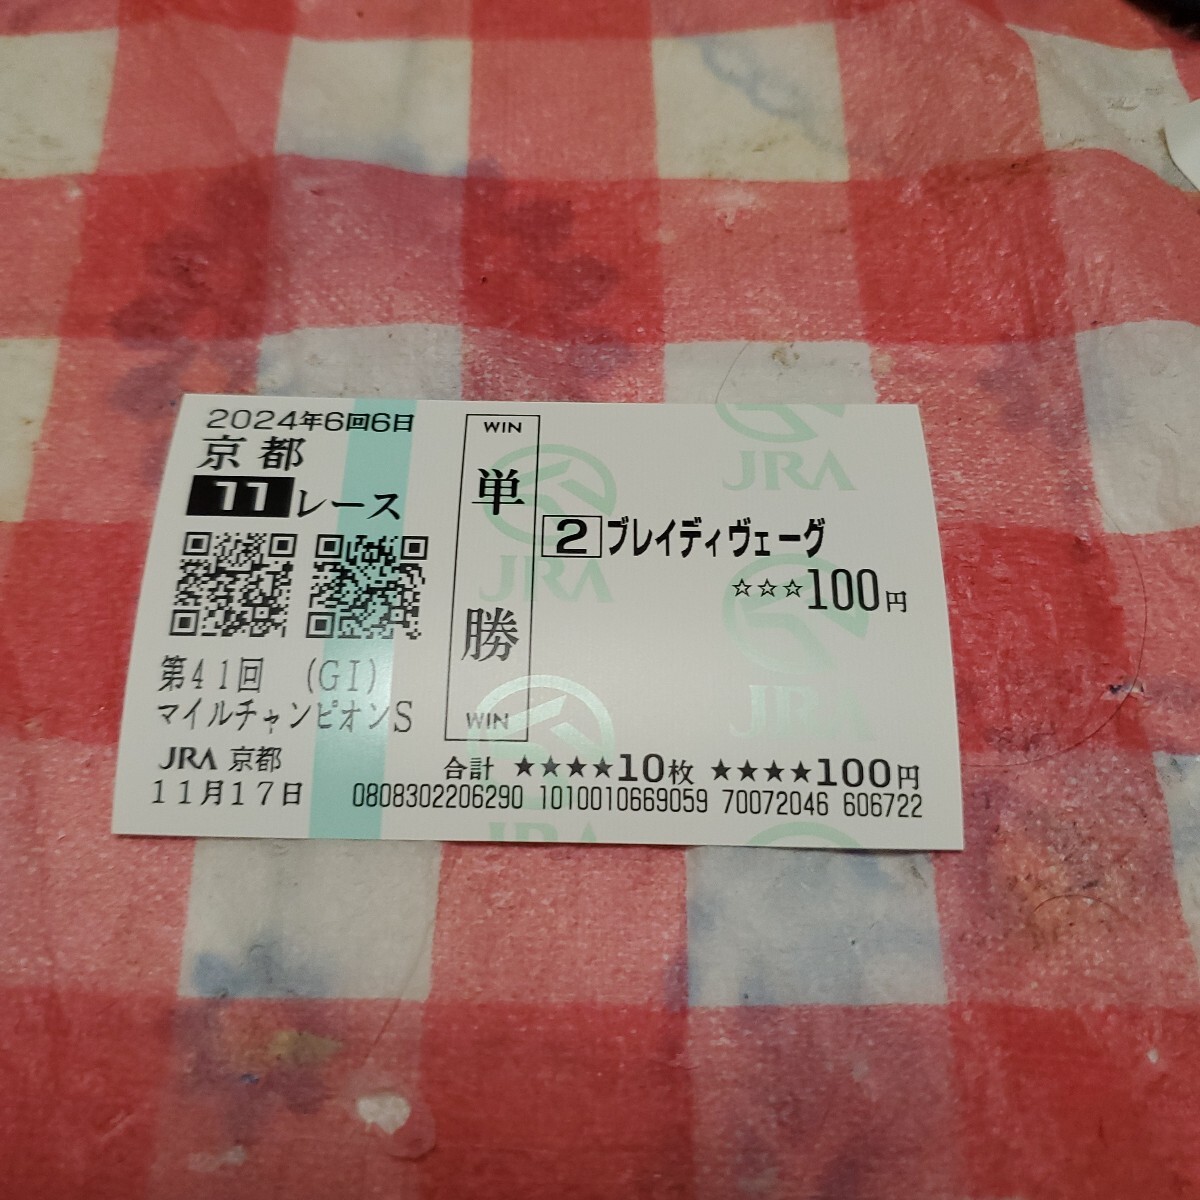 2024年6回6日
京都
11レース
第41回 (GⅠ)
マイルチャンピオンS
JRA 京都
11月17日
WIN
単勝
WIN
2 ブレイディヴェーグ
☆☆☆100円
合計 ★★★★10枚 ★★★★100円
0808302206290 1010010669059 70072046 606722
JRA
JRA
JRA
JRA